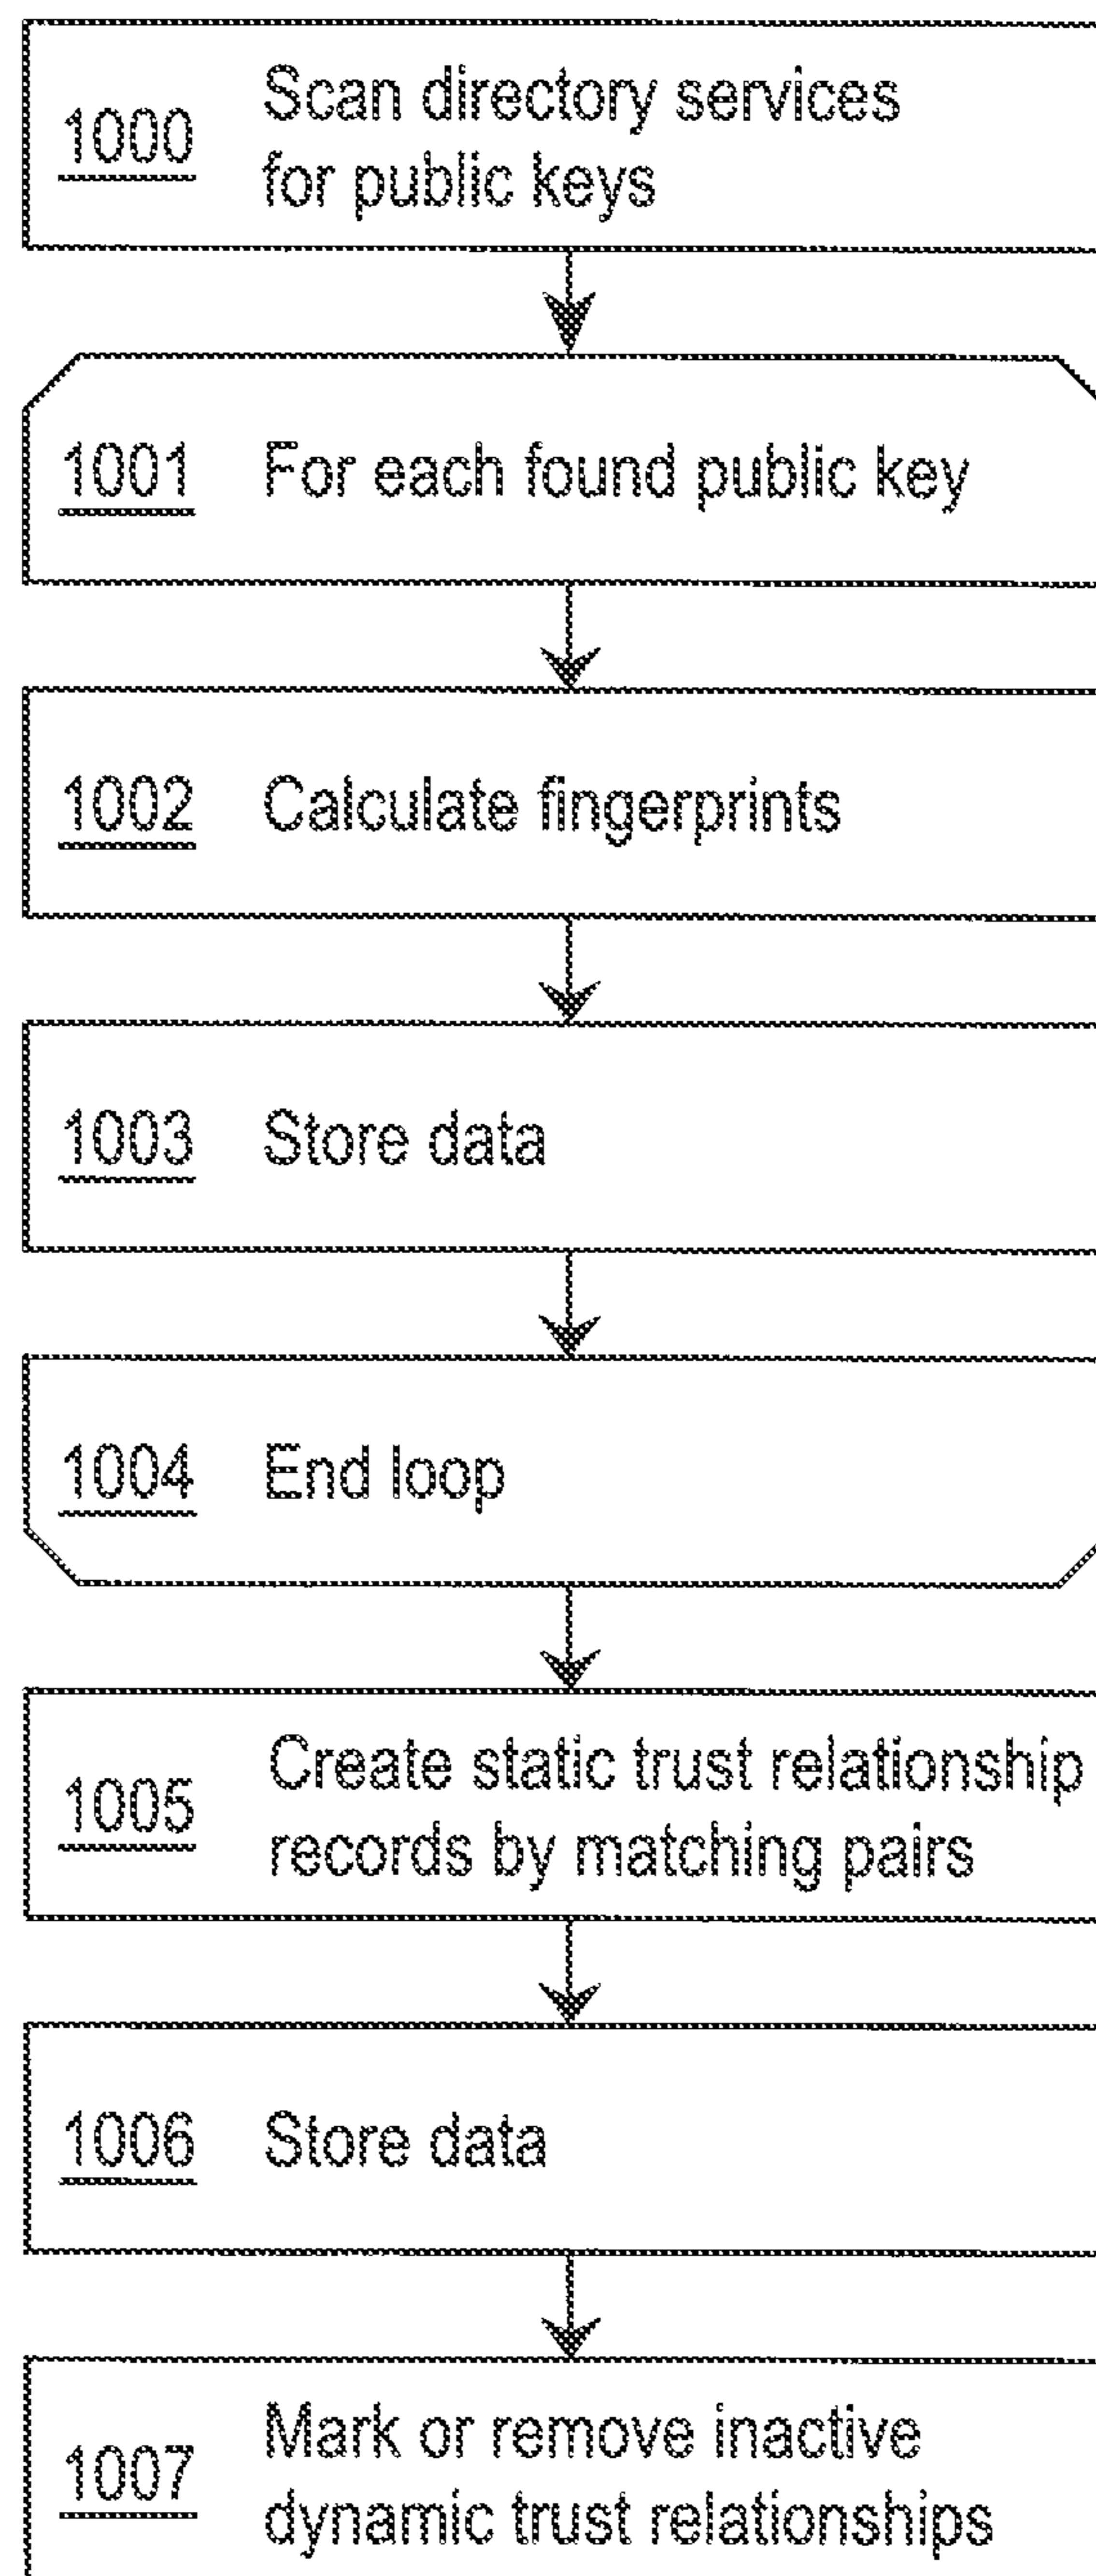 1000 Scan directory services
for public keys
1001 For each found public key
1002 Calculate fingerprints
1003 Store data
1004 End loop
1005 Create static trust relationship
records by matching pairs
1006 Store data
1007 Mark or remove inactive
dynamic trust relationships